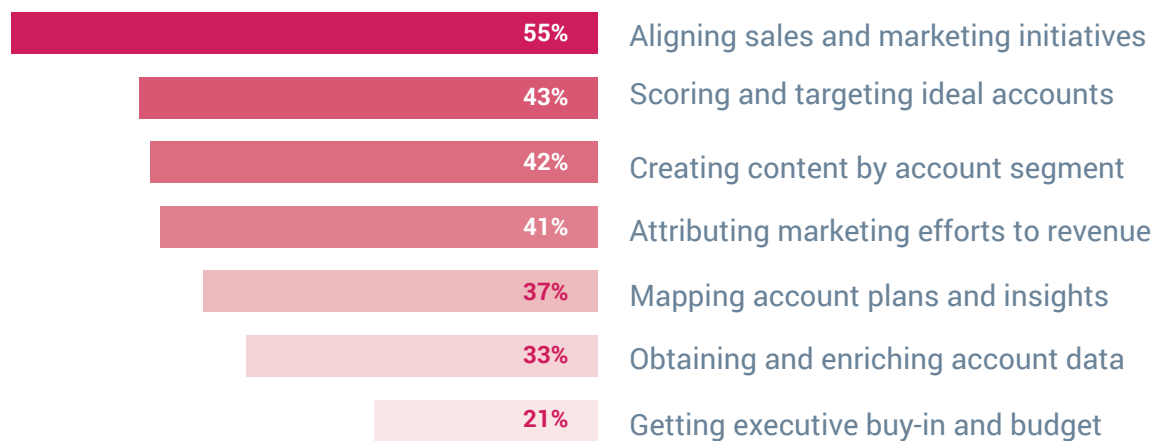 55% Aligning sales and marketing initiatives
43% Scoring and targeting ideal accounts
42% Creating content by account segment
41% Attributing marketing efforts to revenue
37% Mapping account plans and insights
33% Obtaining and enriching account data
21% Getting executive buy-in and budget